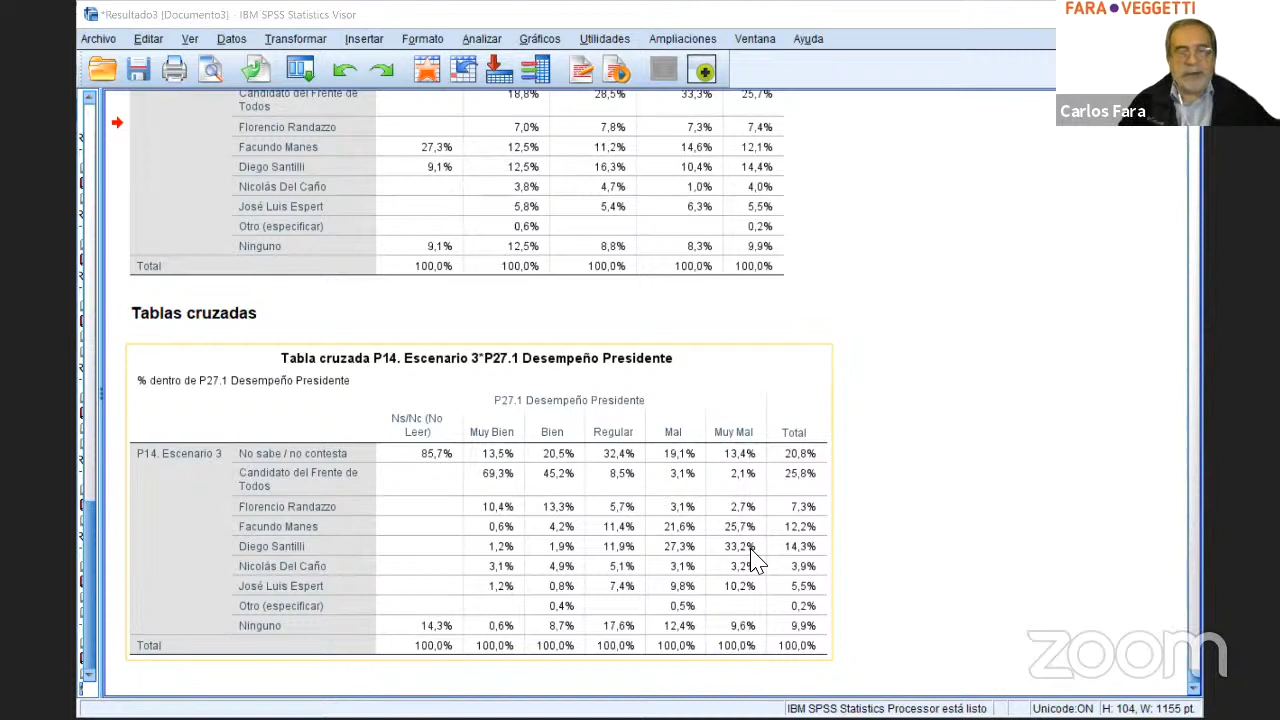 *Resultado3 [Documento3] - IBM SPSS Statistics Visor
FARA VEGGETTI
Archivo Editar Ver Datos Transformar Insertar Formato Analizar Gráficos Utilidades Ampliaciones Ventana Ayuda
Carlos Fara
Candidato del Frente de Todos 18,8% 28,5% 33,3% 25,7%
Florencio Randazzo 7,0% 7,8% 7,3% 7,4%
Facundo Manes 27,3% 12,5% 11,2% 14,6% 12,1%
Diego Santilli 9,1% 12,5% 16,3% 10,4% 14,4%
Nicolás Del Caño 3,8% 4,7% 1,0% 4,0%
José Luis Espert 5,8% 5,4% 6,3% 5,5%
Otro (especificar) 0,6% 0,2%
Ninguno 9,1% 12,5% 8,8% 8,3% 9,9%
Total 100,0% 100,0% 100,0% 100,0% 100,0%
Tablas cruzadas
Tabla cruzada P14. Escenario 3*P27.1 Desempeño Presidente
% dentro de P27.1 Desempeño Presidente
P27.1 Desempeño Presidente
Ns/Nc (No Leer) Muy Bien Bien Regular Mal Muy Mal Total
P14. Escenario 3 No sabe / no contesta 85,7% 13,5% 20,5% 32,4% 19,1% 13,4% 20,8%
Candidato del Frente de Todos 69,3% 45,2% 8,5% 3,1% 2,1% 25,8%
Florencio Randazzo 10,4% 13,3% 5,7% 3,1% 2,7% 7,3%
Facundo Manes 0,6% 4,2% 11,4% 21,6% 25,7% 12,2%
Diego Santilli 1,2% 1,9% 11,9% 27,3% 33,2% 14,3%
Nicolás Del Caño 3,1% 4,9% 5,1% 3,1% 3,2% 3,9%
José Luis Espert 1,2% 0,8% 7,4% 9,8% 10,2% 5,5%
Otro (especificar) 0,4% 0,5% 0,2%
Ninguno 14,3% 0,6% 8,7% 17,6% 12,4% 9,6% 9,9%
Total 100,0% 100,0% 100,0% 100,0% 100,0% 100,0% 100,0%
zoom
IBM SPSS Statistics Processor está listo Unicode:ON H: 104, W: 1155 pt.